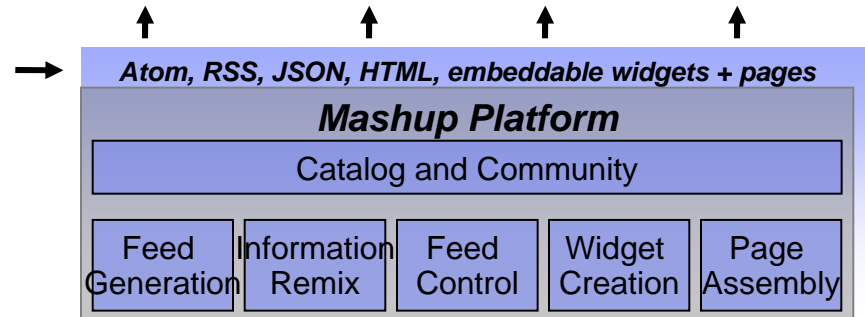 Atom, RSS, JSON, HTML, embeddable widgets + pages
Mashup Platform
Catalog and Community
Feed
Generation
Information
Remix
Feed
Control
Widget
Creation
Page
Assembly